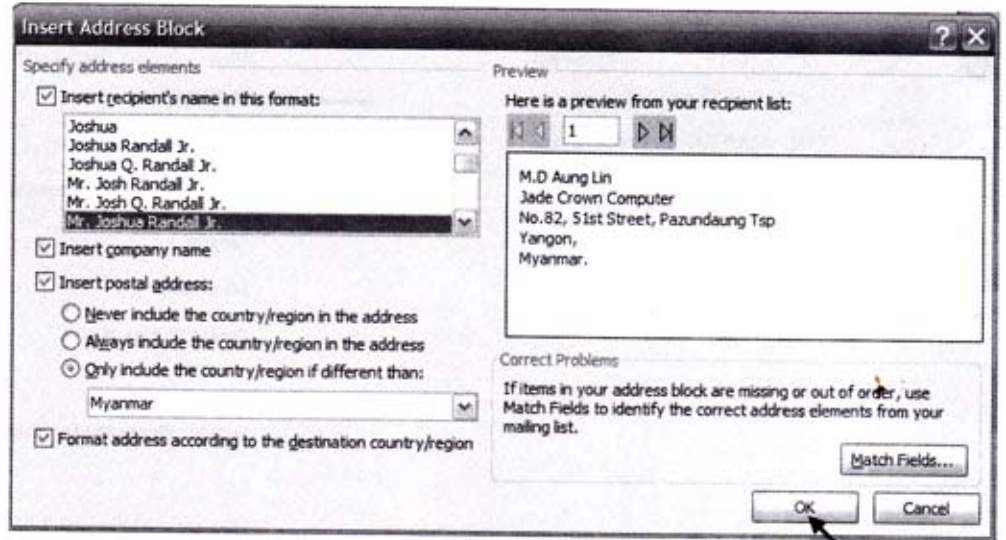 Insert Address Block
Specify address elements
Insert recipient's name in this format:
Joshua
Joshua Randall Jr.
Joshua Q. Randall Jr.
Mr. Josh Randall Jr.
Mr. Josh Q. Randall Jr.
Mr. Joshua Randall Jr.
Insert company name
Insert postal address:
Never include the country/region in the address
Always include the country/region in the address
Only include the country/region if different than:
Myanmar
Format address according to the destination country/region
Preview
Here is a preview from your recipient list:
1
M.D Aung Lin
Jade Crown Computer
No.82, 51st Street, Pazundaung Tsp
Yangon,
Myanmar.
Correct Problems
If items in your address block are missing or out of order, use
Match Fields to identify the correct address elements from your
mailing list.
Match Fields...
OK
Cancel